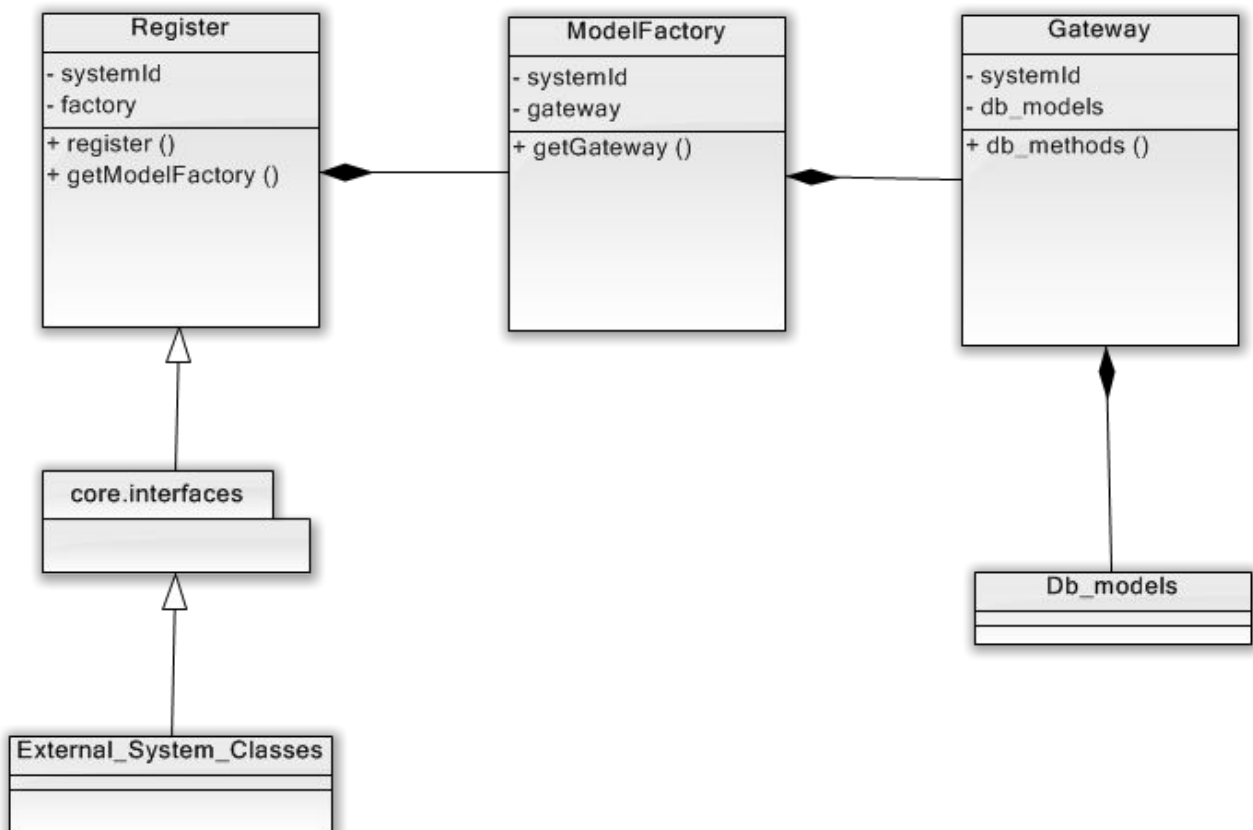 Register
- systemId
- factory
+ register ()
+ getModelFactory ()
ModelFactory
- systemId
- gateway
+ getGateway ()
Gateway
- systemId
- db_models
+ db_methods ()
core.interfaces
Db_models
External_System_Classes